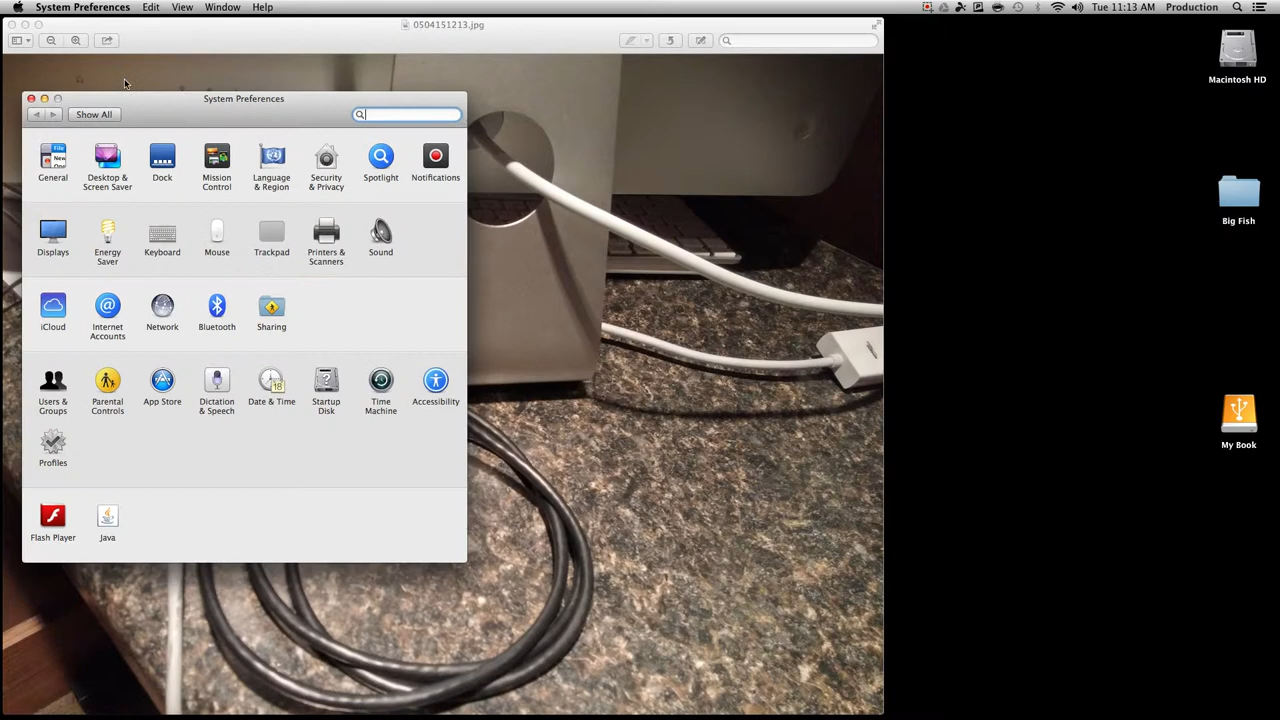 System Preferences Edit View Window Help
Tue 11:13 AM Production
0504151213.jpg
5
System Preferences
Show All
General
Desktop &
Screen Saver
Dock
Mission
Control
Language
& Region
Security
& Privacy
Spotlight
Notifications
Displays
Energy
Saver
Keyboard
Mouse
Trackpad
Printers &
Scanners
Sound
iCloud
Internet
Accounts
Network
Bluetooth
Sharing
Users &
Groups
Parental
Controls
App Store
Dictation
& Speech
Date & Time
Startup
Disk
Time
Machine
Accessibility
Profiles
Flash Player
Java
Macintosh HD
Big Fish
My Book